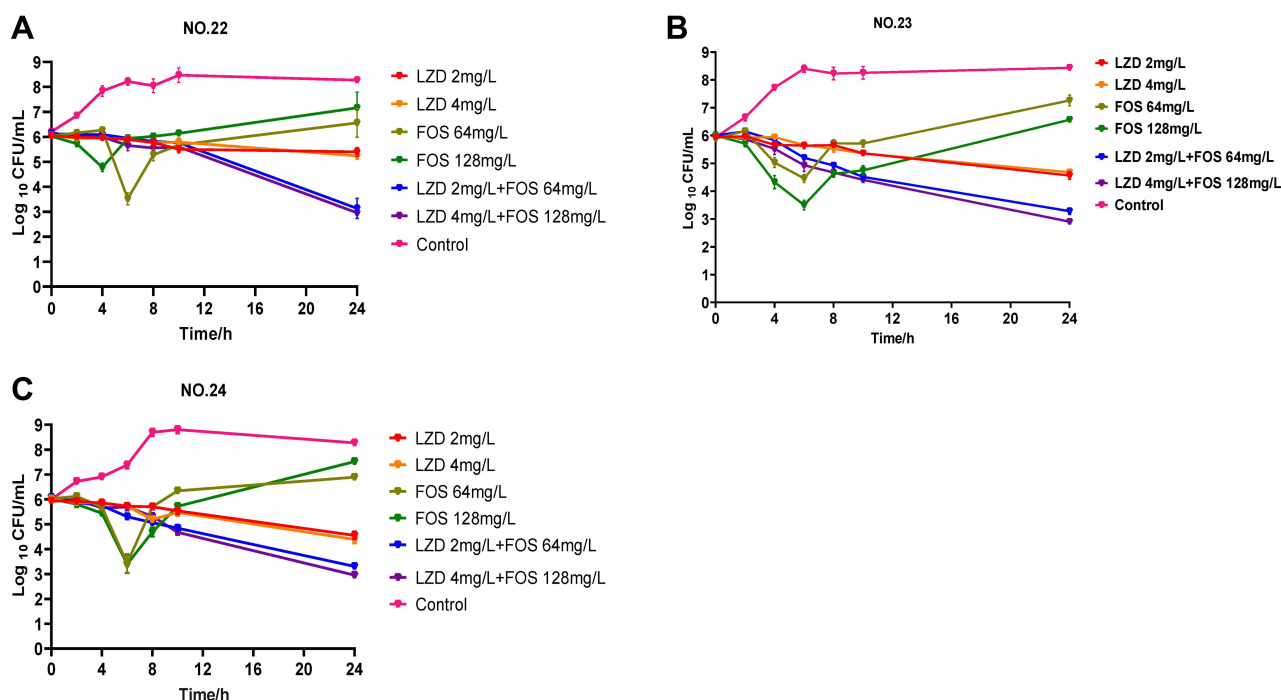 A
NO.22
Log 10 CFU/mL
9
8
7
6
5
4
3
2
1
0
0 4 8 12 16 20 24
Time/h
LZD 2mg/L
LZD 4mg/L
FOS 64mg/L
FOS 128mg/L
LZD 2mg/L+FOS 64mg/L
LZD 4mg/L+FOS 128mg/L
Control
B
NO.23
Log 10 CFU/mL
9
8
7
6
5
4
3
2
1
0
0 4 8 12 16 20 24
Time/h
LZD 2mg/L
LZD 4mg/L
FOS 64mg/L
FOS 128mg/L
LZD 2mg/L+FOS 64mg/L
LZD 4mg/L+FOS 128mg/L
Control
C
NO.24
Log 10 CFU/mL
9
8
7
6
5
4
3
2
1
0
0 4 8 12 16 20 24
Time/h
LZD 2mg/L
LZD 4mg/L
FOS 64mg/L
FOS 128mg/L
LZD 2mg/L+FOS 64mg/L
LZD 4mg/L+FOS 128mg/L
Control